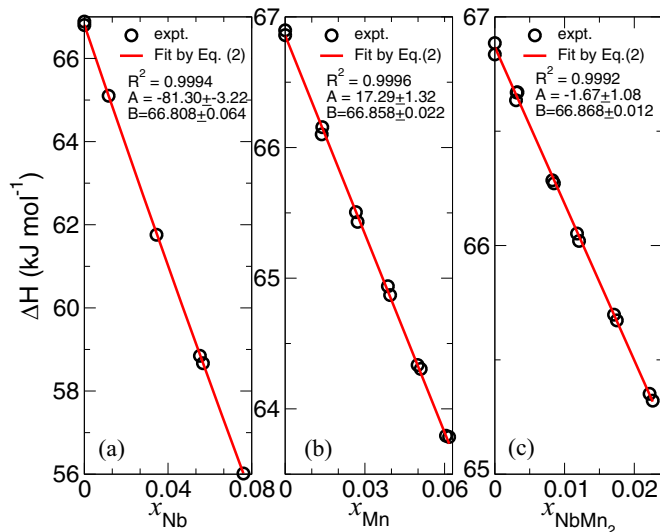 ΔH (kJ mol⁻¹)
66
64
62
60
58
56
0
0.04
0.08
x_Nb
expt.
Fit by Eq. (2)
R² = 0.9994
A = -81.30+-3.22
B=66.808±0.064
(a)
67
66
65
64
0
0.03
0.06
x_Mn
expt.
Fit by Eq.(2)
R² = 0.9996
A = 17.29±1.32
B=66.858±0.022
(b)
67
66
65
0
0.01
0.02
x_NbMn₂
expt.
Fit by Eq. (2)
R² = 0.9992
A = -1.67±1.08
B=66.868±0.012
(c)